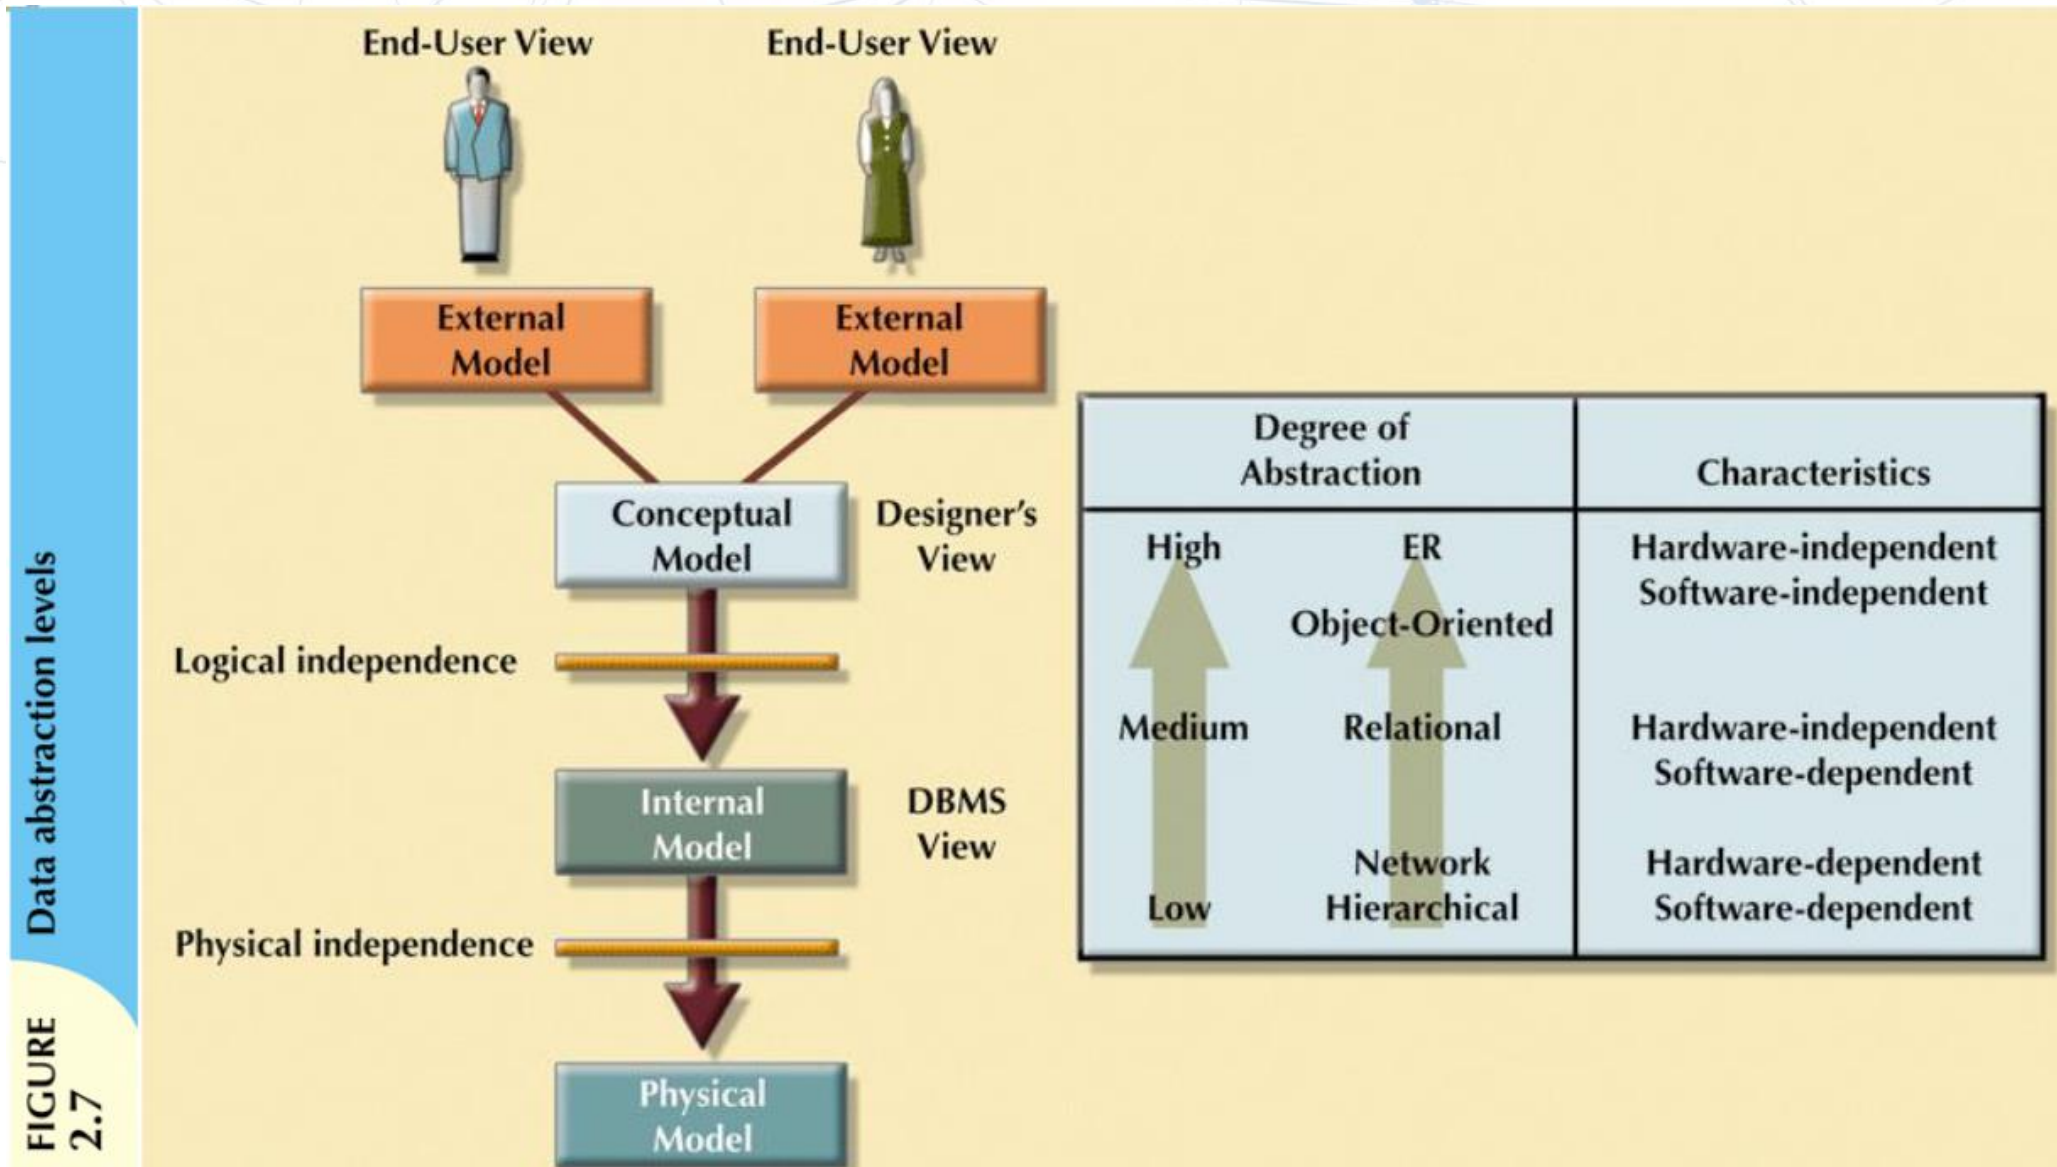 End-User View
End-User View
External
Model
External
Model
Conceptual
Model
Designer's
View
Logical independence
Internal
Model
DBMS
View
Physical independence
Physical
Model
Degree of
Abstraction
Characteristics
High
ER
Hardware-independent
Software-independent
Object-Oriented
Medium
Relational
Hardware-independent
Software-dependent
Network
Hardware-dependent
Low
Hierarchical
Software-dependent
FIGURE
2.7
Data abstraction levels